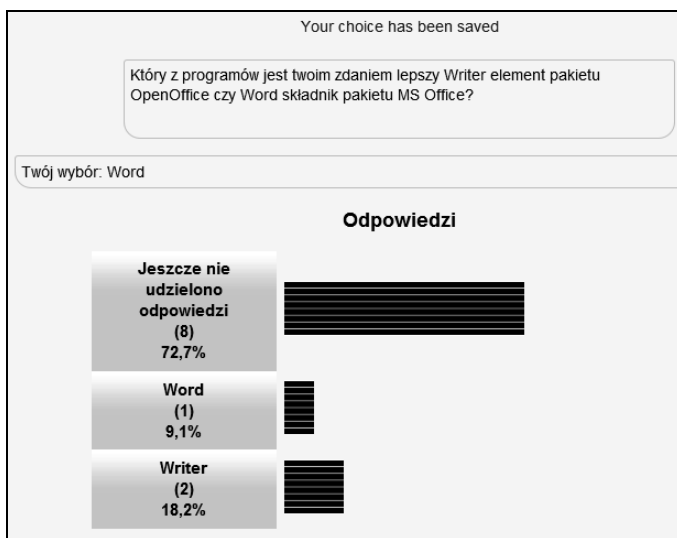 Your choice has been saved
Który z programów jest twoim zdaniem lepszy Writer element pakietu
OpenOffice czy Word składnik pakietu MS Office?
Twój wybór: Word
Odpowiedzi
Jeszcze nie
udzielono
odpowiedzi
(8)
72,7%
Word
(1)
9,1%
Writer
(2)
18,2%